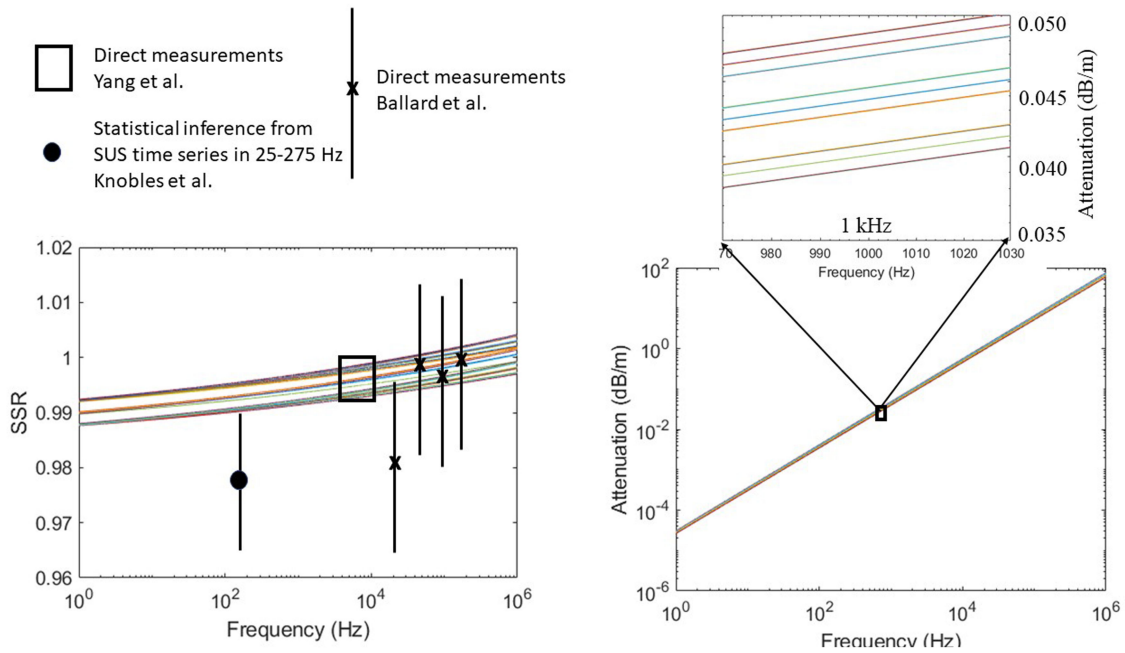 Direct measurements
Yang et al.
Direct measurements
Ballard et al.
Statistical inference from
SUS time series in 25-275 Hz
Knobles et al.
1.02
1.01
1
0.99
0.98
0.97
0.96
SSR
10^0 10^2 10^4 10^6
Frequency (Hz)
0.050
0.045
0.040
0.035
Attenuation (dB/m)
1 kHz
70 980 990 1000 1010 1020 1030
Frequency (Hz)
10^2
10^0
10^-2
10^-4
10^-6
Attenuation (dB/m)
10^0 10^2 10^4 10^6
Frequency (Hz)